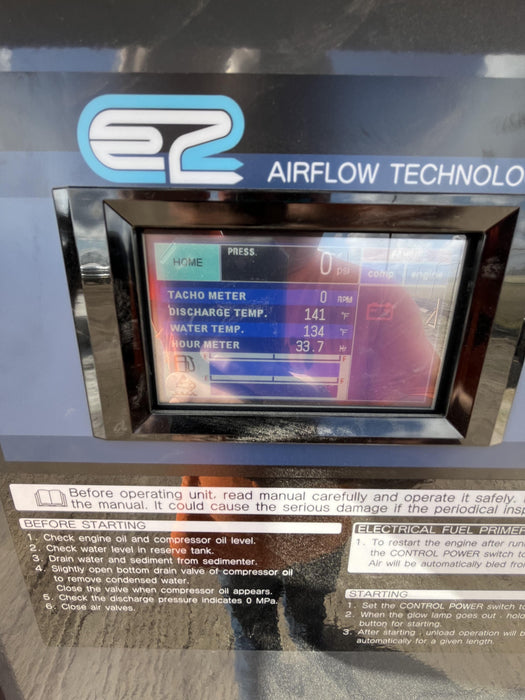 e2
AIRFLOW TECHNOLO
HOME
PRESS.
0 psi
comp. engine
TACHO METER 0 RPM
DISCHARGE TEMP. 141 °F
WATER TEMP. 134 °F
HOUR METER 33.7 Hr
F
E F
Before operating unit, read manual carefully and operate it safely.
the manual. It could cause the serious damage if the periodical insp
BEFORE STARTING
1. Check engine oil and compressor oil level.
2. Check water level in reserve tank.
3. Drain water and sediment from sedimenter.
4. Slightly open bottom drain valve of compressor oil
to remove condensed water.
Close the valve when compressor oil appears.
5. Check the discharge pressure indicates 0 MPa.
6. Close air valves.
ELECTRICAL FUEL PRIMER
1. To restart the engine after run
the CONTROL POWER switch to
Air will be automatically bled from
STARTING
1. Set the CONTROL POWER switch to
2. When the glow lamp goes out, hold
button for starting.
3. After starting, unload operation will b
automatically for a given length.